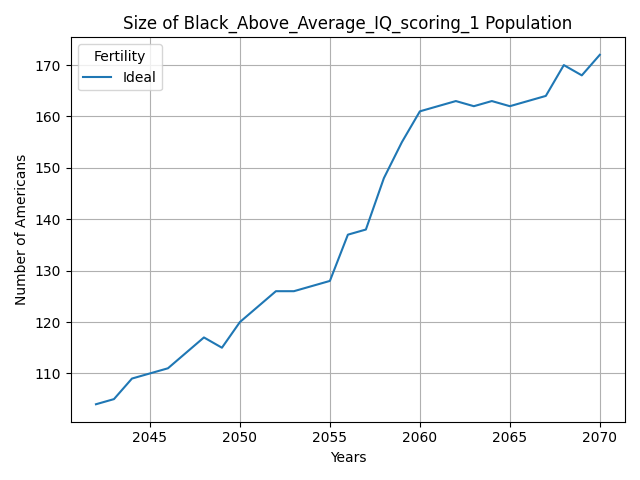 Size of Black_Above_Average_IQ_scoring_1 Population
Fertility
Ideal
Number of Americans
170
160
150
140
130
120
110
2045 2050 2055 2060 2065 2070
Years